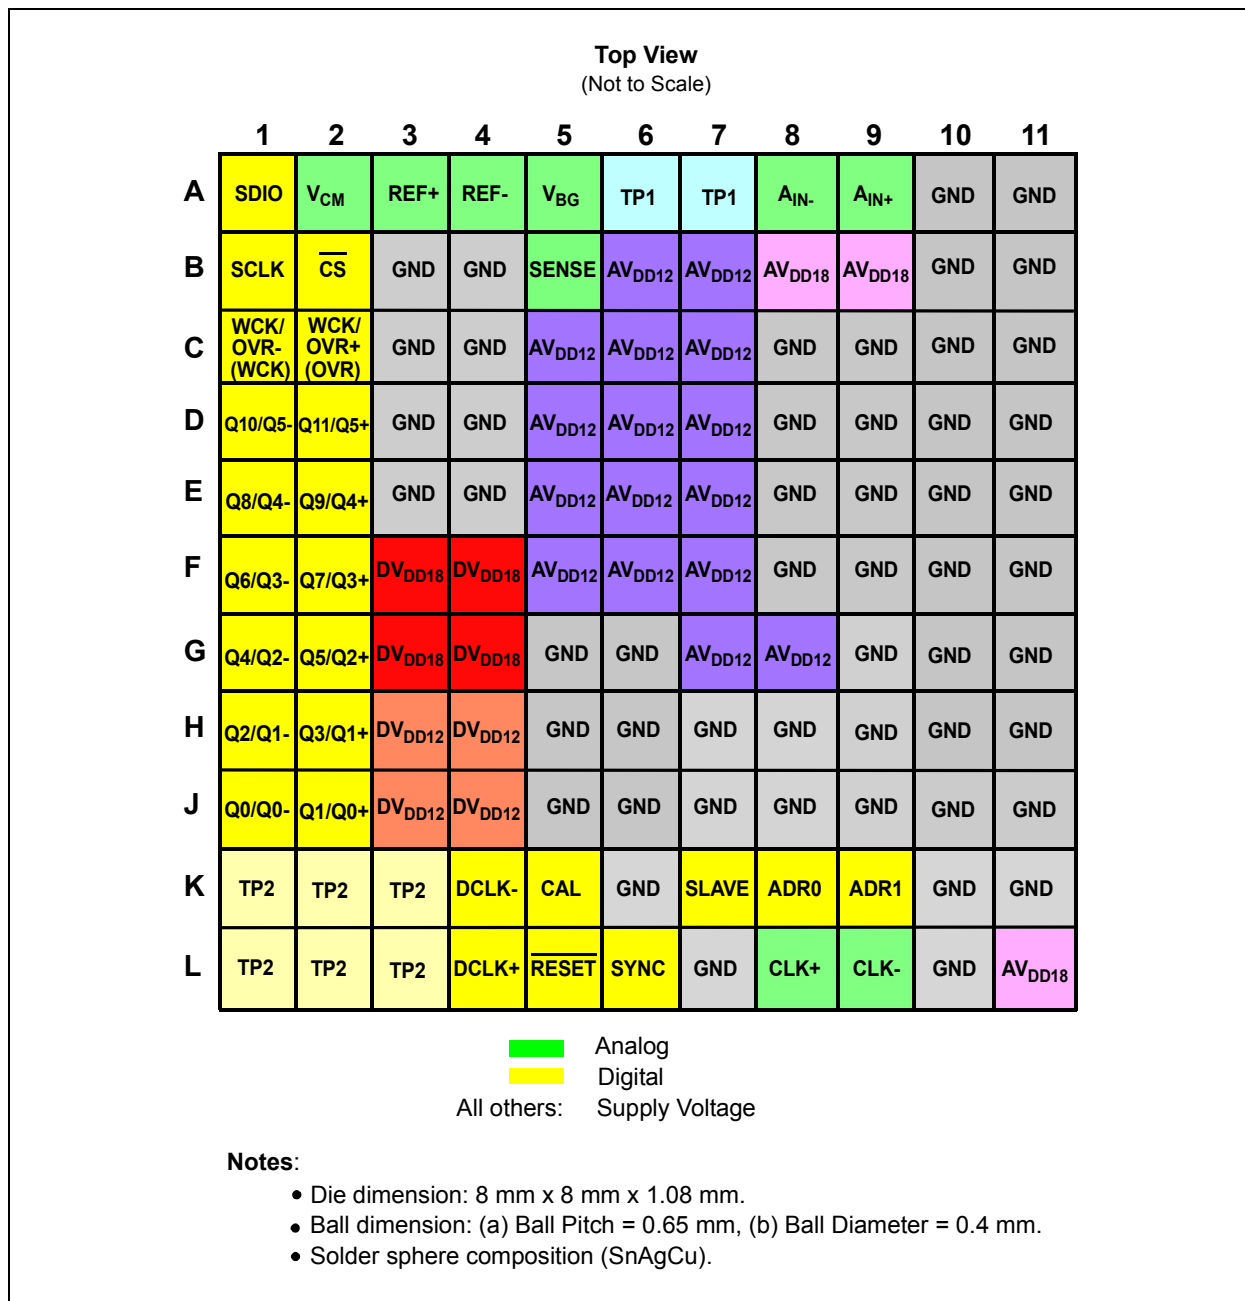 Top View
(Not to Scale)
1 2 3 4 5 6 7 8 9 10 11
A SDIO VCM REF+ REF- VBG TP1 TP1 AIN- AIN+ GND GND
B SCLK CS GND GND SENSE AVDD12 AVDD12 AVDD18 AVDD18 GND GND
C WCK/OVR- (WCK) WCK/OVR+ (OVR) GND GND AVDD12 AVDD12 AVDD12 GND GND GND GND
D Q10/Q5- Q11/Q5+ GND GND AVDD12 AVDD12 AVDD12 GND GND GND GND
E Q8/Q4- Q9/Q4+ GND GND AVDD12 AVDD12 AVDD12 GND GND GND GND
F Q6/Q3- Q7/Q3+ DVDD18 DVDD18 AVDD12 AVDD12 AVDD12 GND GND GND GND
G Q4/Q2- Q5/Q2+ DVDD18 DVDD18 GND GND AVDD12 AVDD12 GND GND GND
H Q2/Q1- Q3/Q1+ DVDD12 DVDD12 GND GND GND GND GND GND GND
J Q0/Q0- Q1/Q0+ DVDD12 DVDD12 GND GND GND GND GND GND GND
K TP2 TP2 TP2 DCLK- CAL GND SLAVE ADR0 ADR1 GND GND
L TP2 TP2 TP2 DCLK+ RESET SYNC GND CLK+ CLK- GND AVDD18
Analog
Digital
All others: Supply Voltage
Notes:
• Die dimension: 8 mm x 8 mm x 1.08 mm.
• Ball dimension: (a) Ball Pitch = 0.65 mm, (b) Ball Diameter = 0.4 mm.
• Solder sphere composition (SnAgCu).